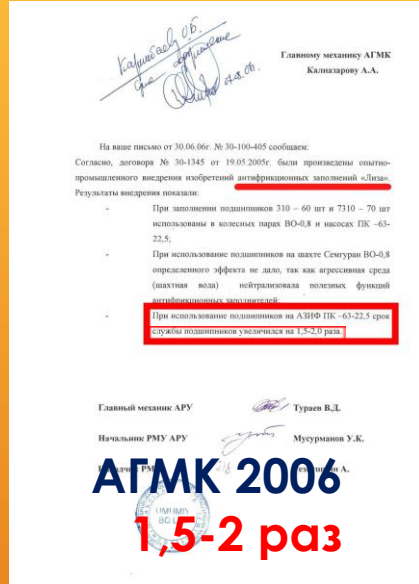 Каримбаеву О.Б.
для
Главному механику АГМК
Калназарову А.А.
На ваше письмо от 30.06.06г. № 30-100-405 сообщаем:
Согласно, договора № 30-1345 от 19.05.2005г. были произведены опытно-
промышленного внедрения изобретений антифрикционных заполнений «Лиза».
Результаты внедрения показали:
- При заполнении подшипников 310 – 60 шт и 7310 – 70 шт
использованы в колесных парах ВО-0,8 и насосах ПК –63-
22,5;
- При использование подшипников на шахте Семгуран ВО-0,8
определенного эффекта не дало, так как агрессивная среда
(шахтная вода) нейтрализовала полезных функций
антифрикционных заполнителей;
- При использование подшипников на АЗИФ ПК –63-22,5 срок
службы подшипников увеличился на 1,5-2,0 раза.
Главный механик АРУ Тураев В.Д.
Начальник РМУ АРУ Мусурманов У.К.
АГМК 2006
1,5-2 раз